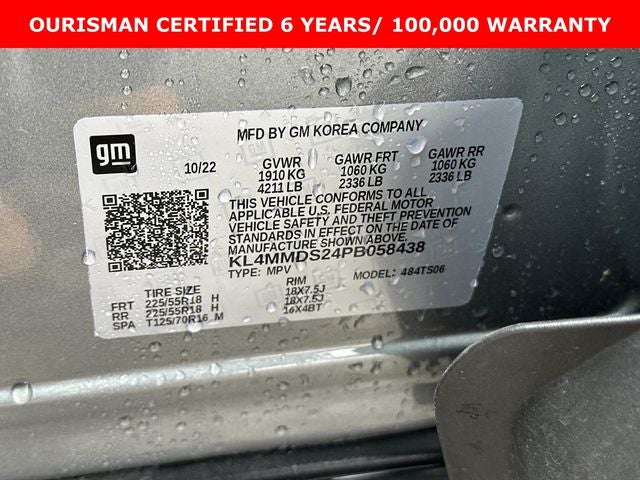 OURISMAN CERTIFIED 6 YEARS/ 100,000 WARRANTY
gm
MFD BY GM KOREA COMPANY
10/22 GVWR GAWR FRT GAWR RR
1910 KG 1060 KG 1060 KG
4211 LB 2336 LB 2336 LB
THIS VEHICLE CONFORMS TO ALL
APPLICABLE U.S. FEDERAL MOTOR
VEHICLE SAFETY AND THEFT PREVENTION
STANDARDS IN EFFECT ON THE DATE OF
MANUFACTURE SHOWN ABOVE.
KL4MMDS24PB058438
TYPE: MPV MODEL: 484TS06
TIRE SIZE RIM
FRT 225/55R18 H 18X7.5J
RR 225/55R18 H 18X7.5J
SPA T125/70R16 M 16X4BT